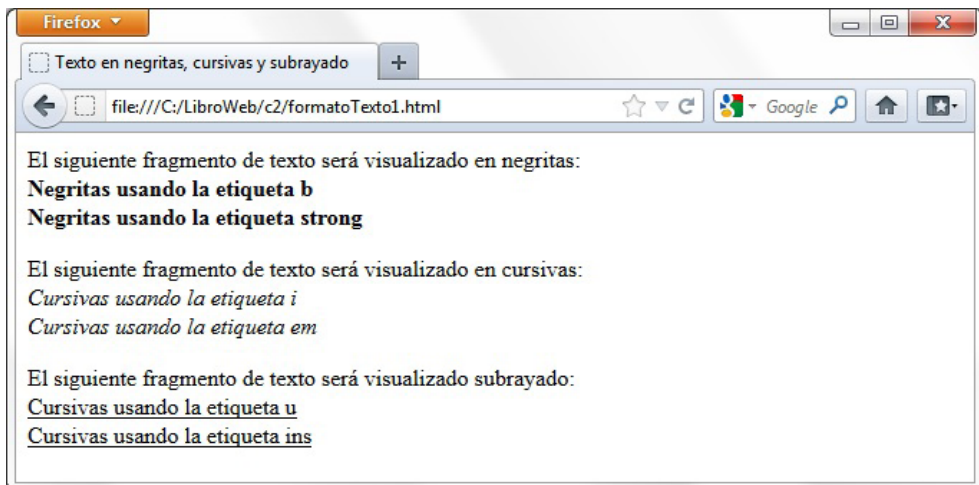 Firefox
Texto en negritas, cursivas y subrayado
file:///C:/LibroWeb/c2/formatoTexto1.html
Google
El siguiente fragmento de texto será visualizado en negritas:
Negritas usando la etiqueta b
Negritas usando la etiqueta strong
El siguiente fragmento de texto será visualizado en cursivas:
Cursivas usando la etiqueta i
Cursivas usando la etiqueta em
El siguiente fragmento de texto será visualizado subrayado:
Cursivas usando la etiqueta u
Cursivas usando la etiqueta ins